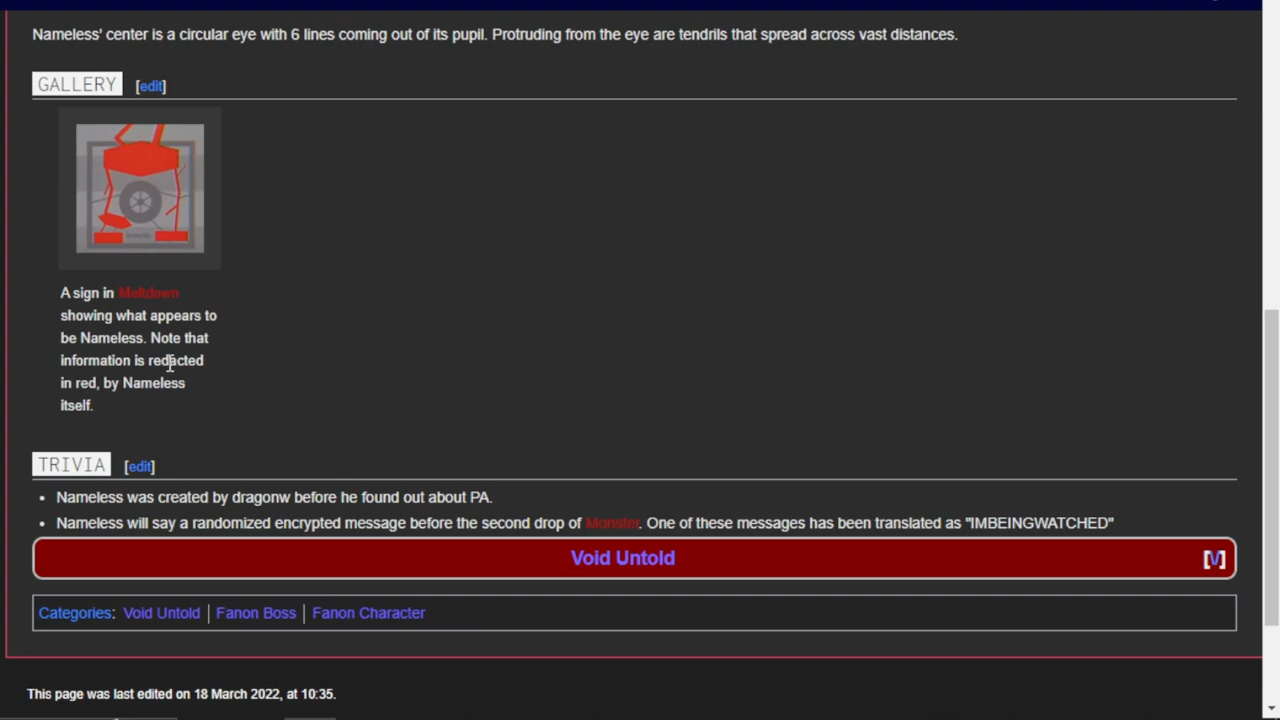 Nameless' center is a circular eye with 6 lines coming out of its pupil. Protruding from the eye are tendrils that spread across vast distances.
GALLERY [edit]
A sign in Meltdown
showing what appears to
be Nameless. Note that
information is redacted
in red, by Nameless
itself.
TRIVIA [edit]
• Nameless was created by dragonw before he found out about PA.
• Nameless will say a randomized encrypted message before the second drop of Monster. One of these messages has been translated as "IMBEINGWATCHED"
Void Untold [V]
Categories: Void Untold | Fanon Boss | Fanon Character
This page was last edited on 18 March 2022, at 10:35.